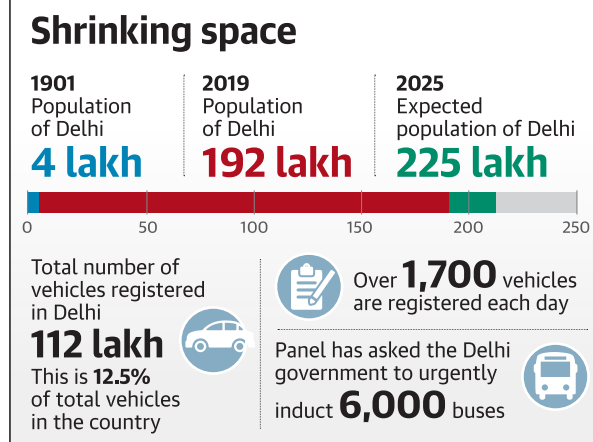 Shrinking space
1901
Population
of Delhi
4 lakh
2019
Population
of Delhi
192 lakh
2025
Expected
population of Delhi
225 lakh
0 50 100 150 200 250
Total number of
vehicles registered
in Delhi
112 lakh
This is 12.5%
of total vehicles
in the country
Over 1,700 vehicles
are registered each day
Panel has asked the Delhi
government to urgently
induct 6,000 buses